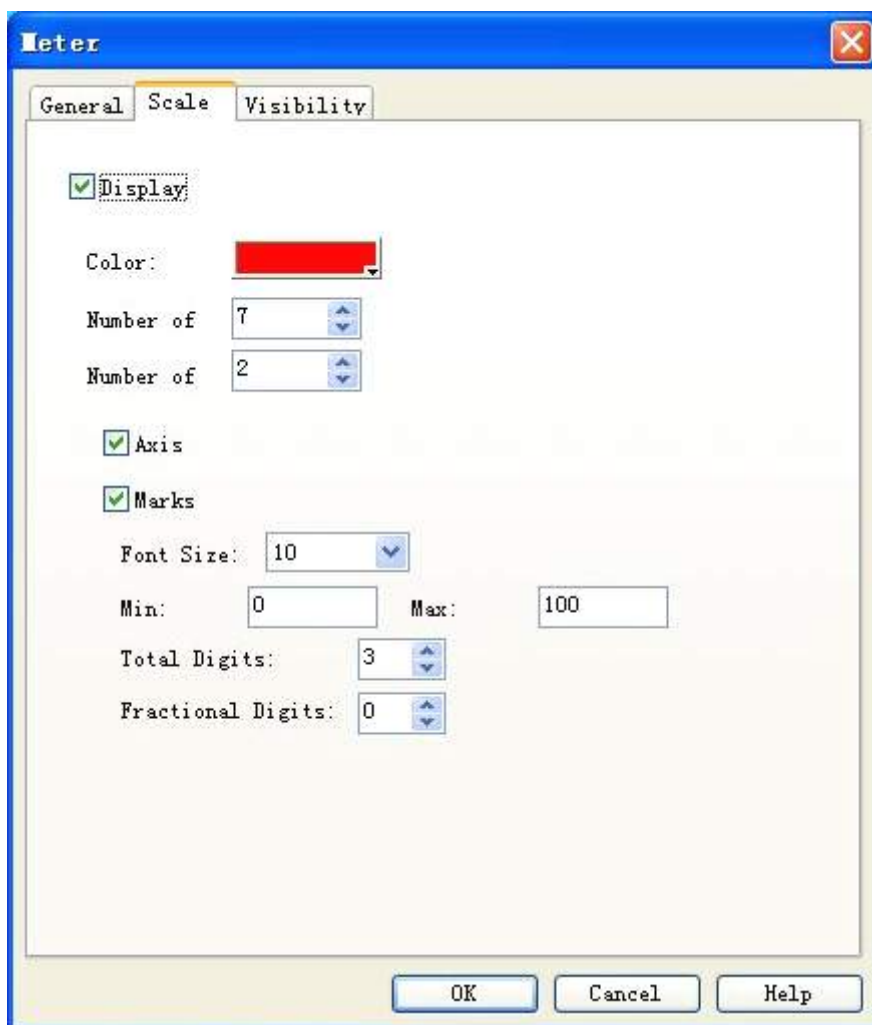 Meter
General Scale Visibility
Display
Color:
Number of 7
Number of 2
Axis
Marks
Font Size: 10
Min: 0 Max: 100
Total Digits: 3
Fractional Digits: 0
OK Cancel Help